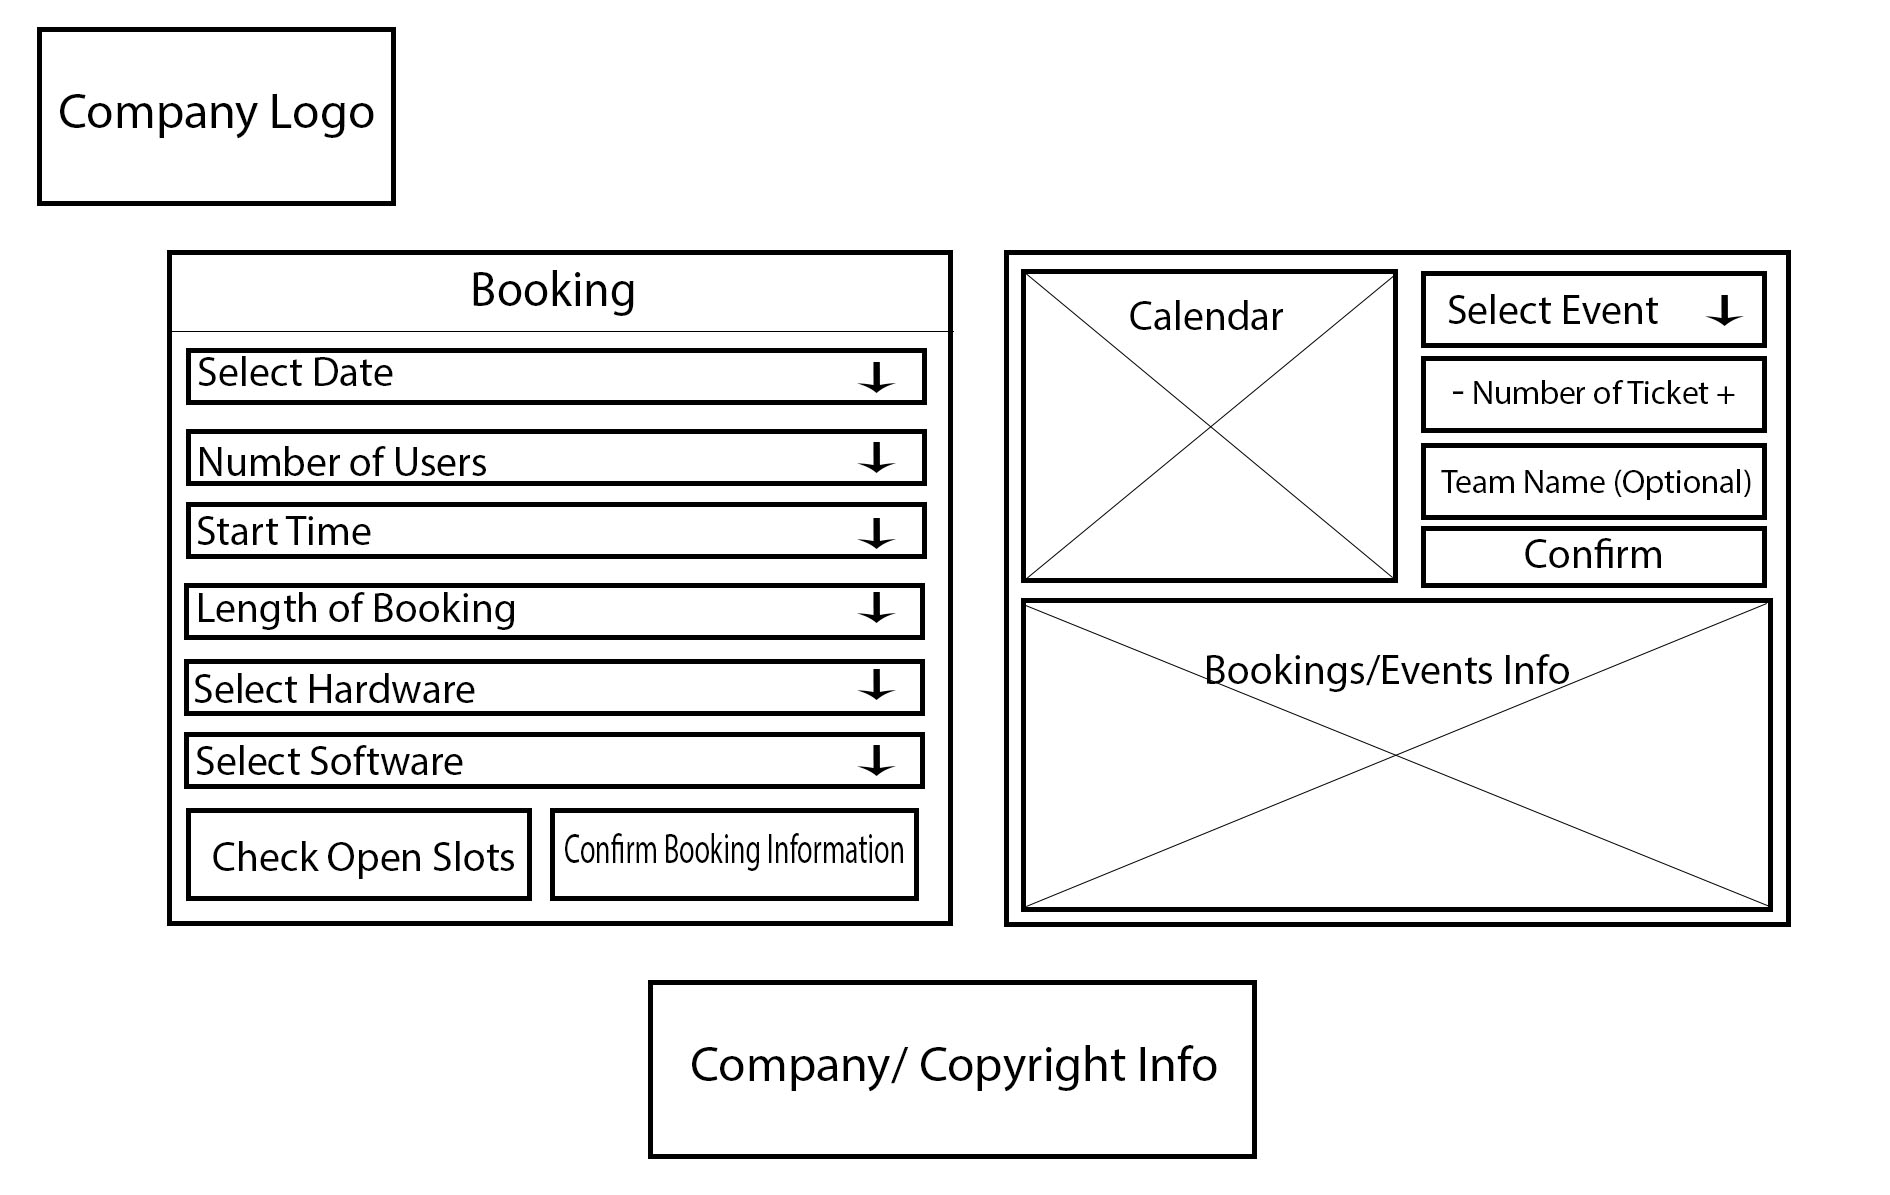 Company Logo
Booking
Select Date
Number of Users
Start Time
Length of Booking
Select Hardware
Select Software
Check Open Slots
Confirm Booking Information
Calendar
Select Event
- Number of Ticket +
Team Name (Optional)
Confirm
Bookings/Events Info
Company/ Copyright Info